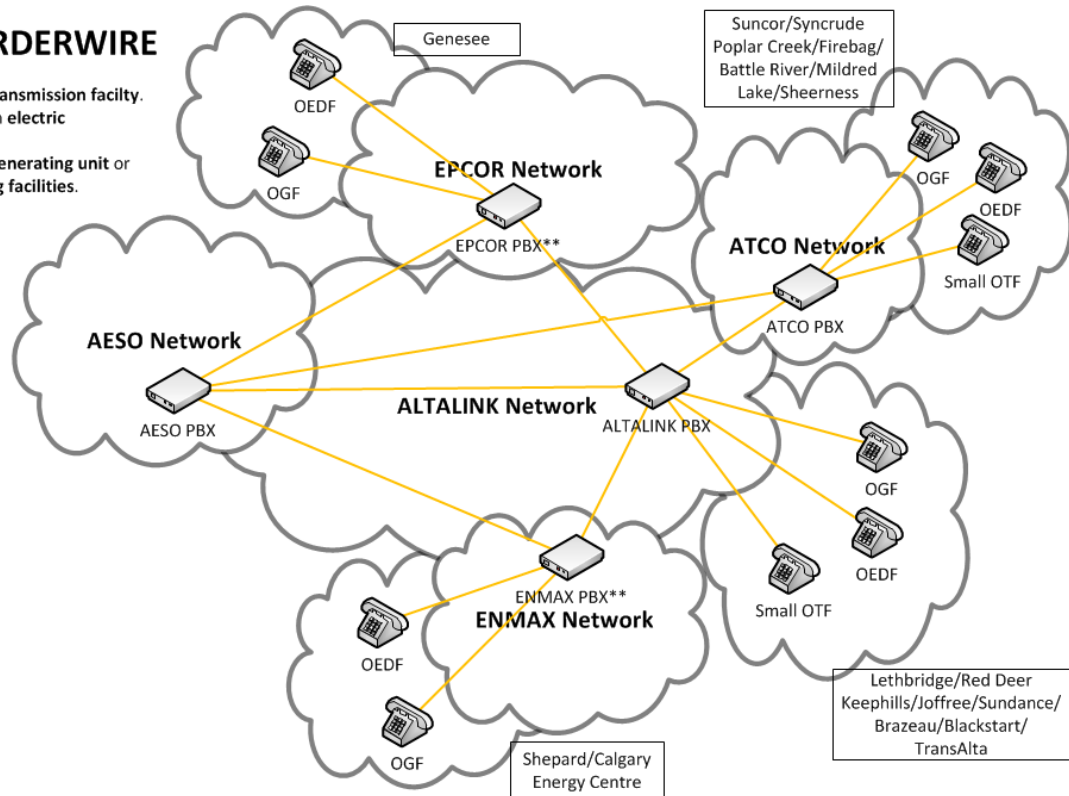 RDERWIRE
ansmission facilty.
electric
enerating unit or
g facilities.
Genesee
Suncor/Syncrude
Poplar Creek/Firebag/
Battle River/Mildred
Lake/Sheerness
OEDF
OGF
EPCOR Network
EPCOR PBX**
OGF
OEDF
Small OTF
ATCO Network
ATCO PBX
AESO Network
AESO PBX
ALTALINK Network
ALTALINK PBX
OGF
OEDF
Small OTF
ENMAX PBX**
ENMAX Network
OEDF
OGF
Lethbridge/Red Deer
Keephills/Joffree/Sundance/
Brazeau/Blackstart/
TransAlta
Shepard/Calgary
Energy Centre